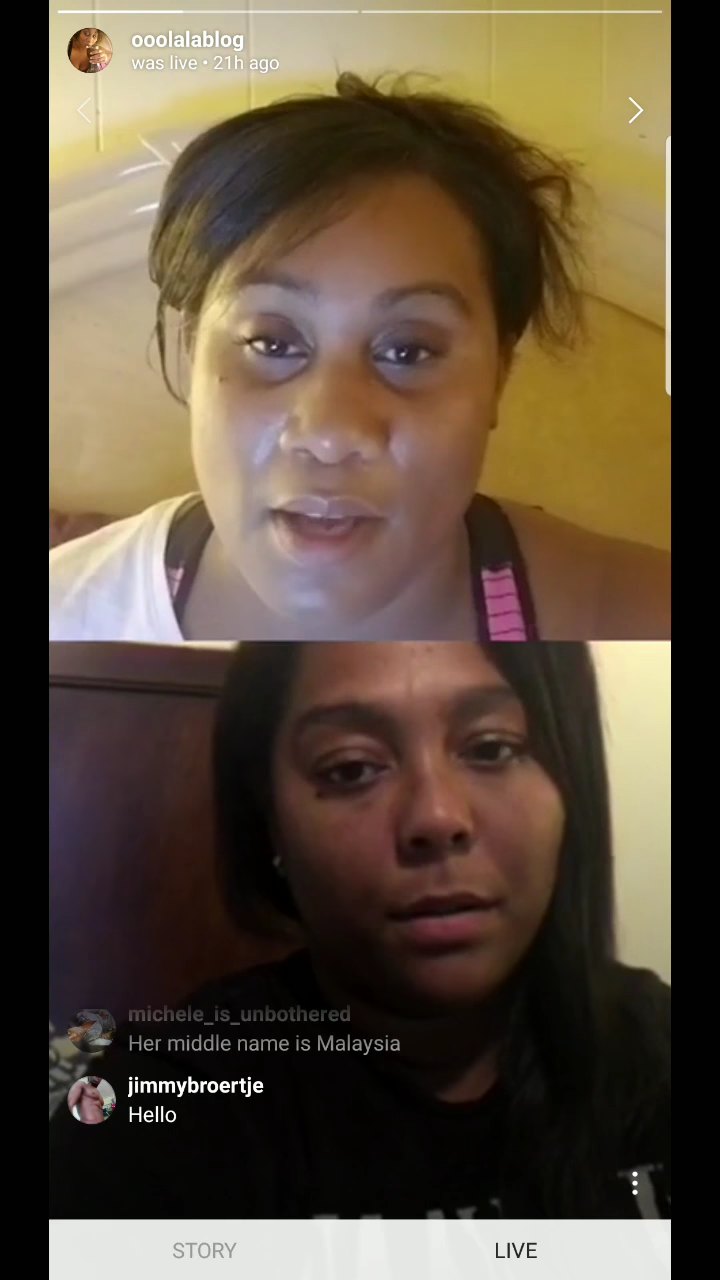 ooolalablog
was live • 21h ago
michele_is_unbothered
Her middle name is Malaysia
jimmybroertje
Hello
STORY
LIVE